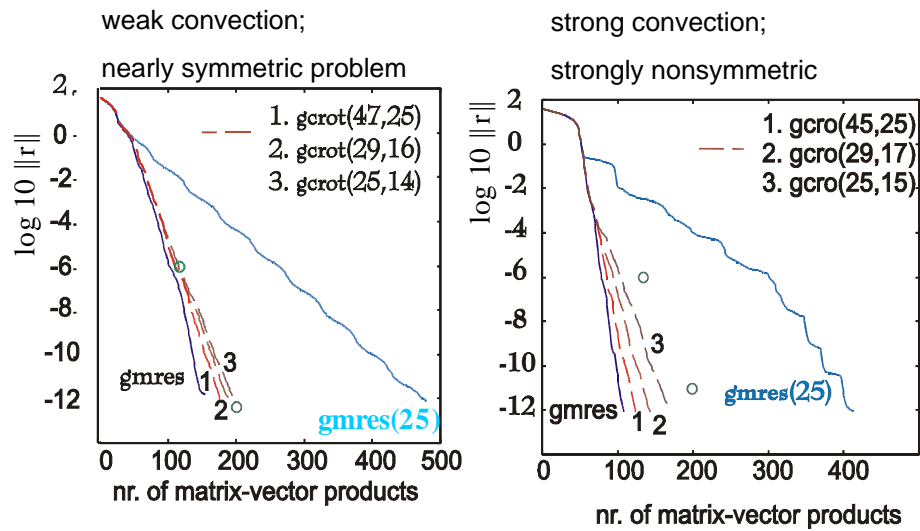 weak convection;
nearly symmetric problem
2
0
-2
-4
-6
-8
-10
-12
log 10 ||r||
1. gcrot(47,25)
2. gcrot(29,16)
3. gcrot(25,14)
gmres
1
2
3
gmres(25)
0 100 200 300 400 500
nr. of matrix-vector products
strong convection;
strongly nonsymmetric
2
0
-2
-4
-6
-8
-10
-12
log 10 ||r||
1. gcro(45,25)
2. gcro(29,17)
3. gcro(25,15)
gmres
1
2
3
gmres(25)
0 100 200 300 400
nr. of matrix-vector products